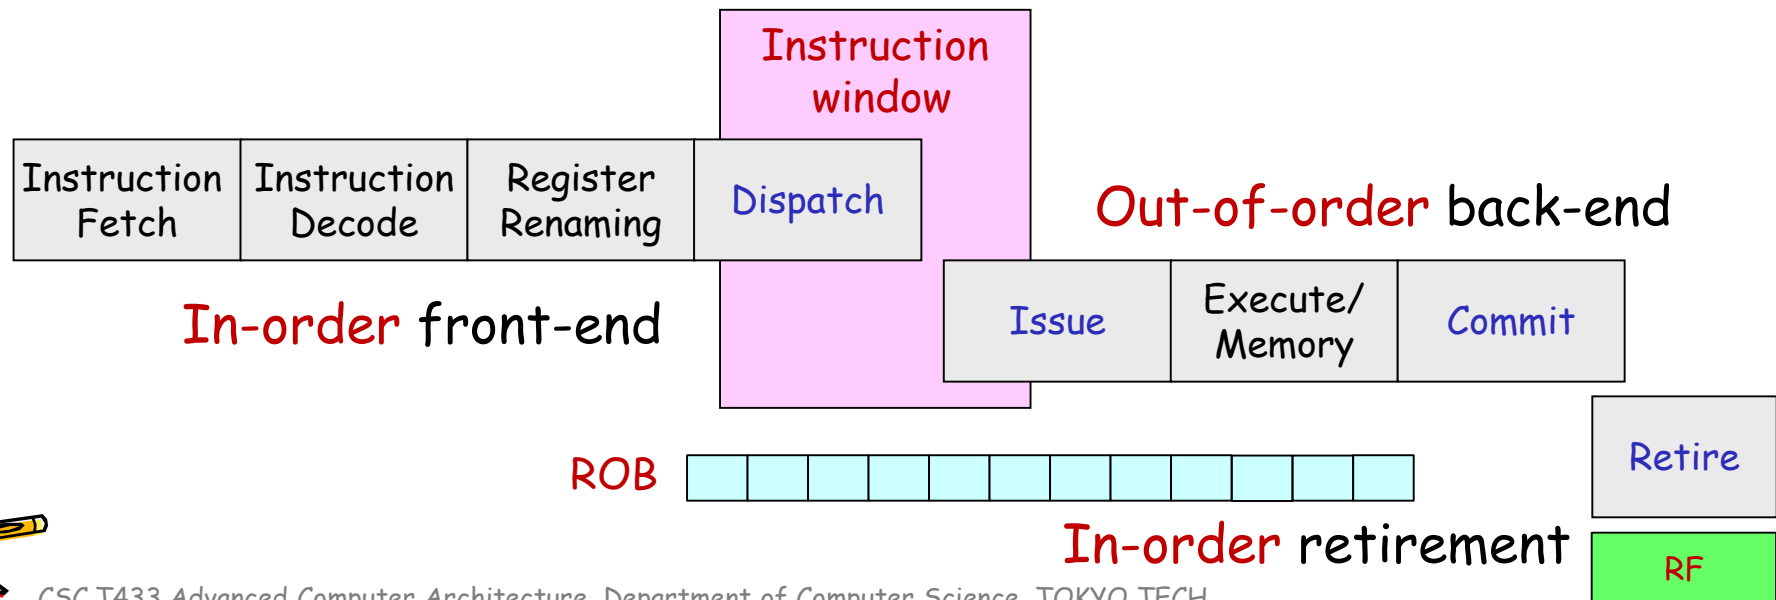 Instruction
window
Instruction
Fetch
Instruction
Decode
Register
Renaming
Dispatch
Out-of-order back-end
In-order front-end
Issue
Execute/
Memory
Commit
Retire
ROB
In-order retirement
RF
CSC.T433 Advanced Computer Architecture, Department of Computer Science, TOKYO TECH